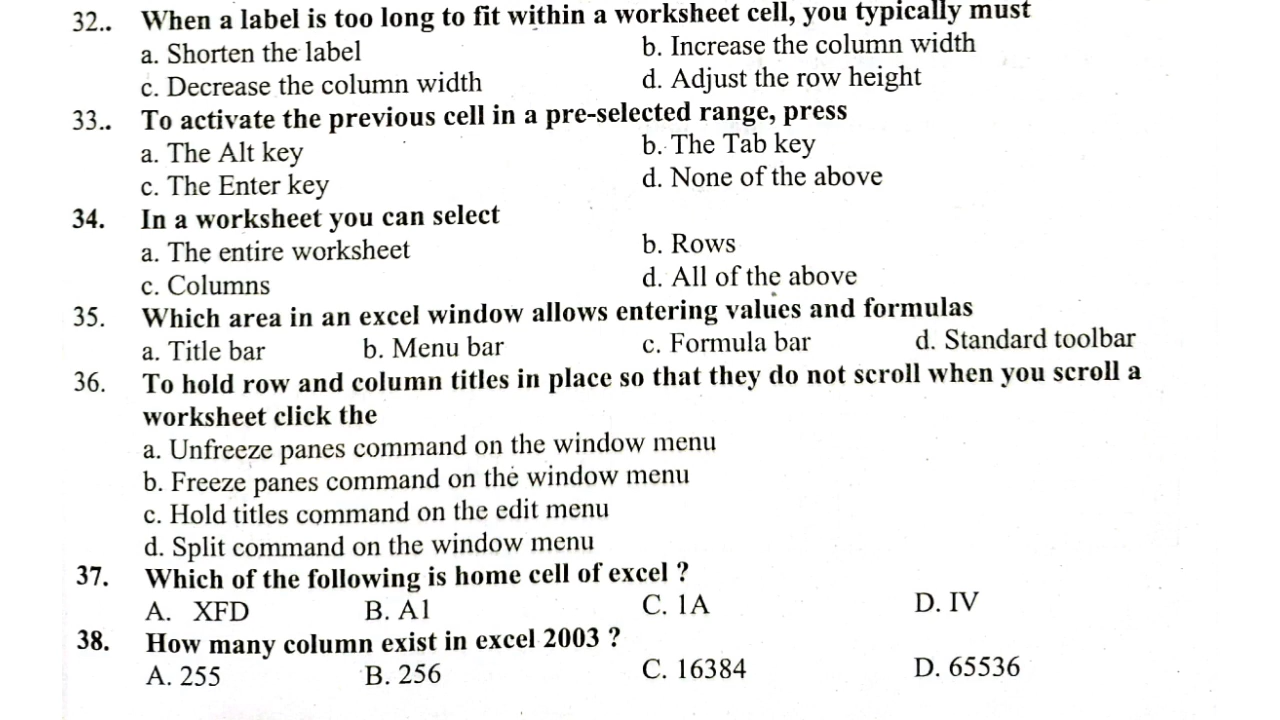 32.. When a label is too long to fit within a worksheet cell, you typically must
a. Shorten the label b. Increase the column width
c. Decrease the column width d. Adjust the row height
33.. To activate the previous cell in a pre-selected range, press
a. The Alt key b. The Tab key
c. The Enter key d. None of the above
34. In a worksheet you can select
a. The entire worksheet b. Rows
c. Columns d. All of the above
35. Which area in an excel window allows entering values and formulas
a. Title bar b. Menu bar c. Formula bar d. Standard toolbar
36. To hold row and column titles in place so that they do not scroll when you scroll a
worksheet click the
a. Unfreeze panes command on the window menu
b. Freeze panes command on the window menu
c. Hold titles command on the edit menu
d. Split command on the window menu
37. Which of the following is home cell of excel ?
A. XFD B. A1 C. 1A D. IV
38. How many column exist in excel 2003 ?
A. 255 B. 256 C. 16384 D. 65536